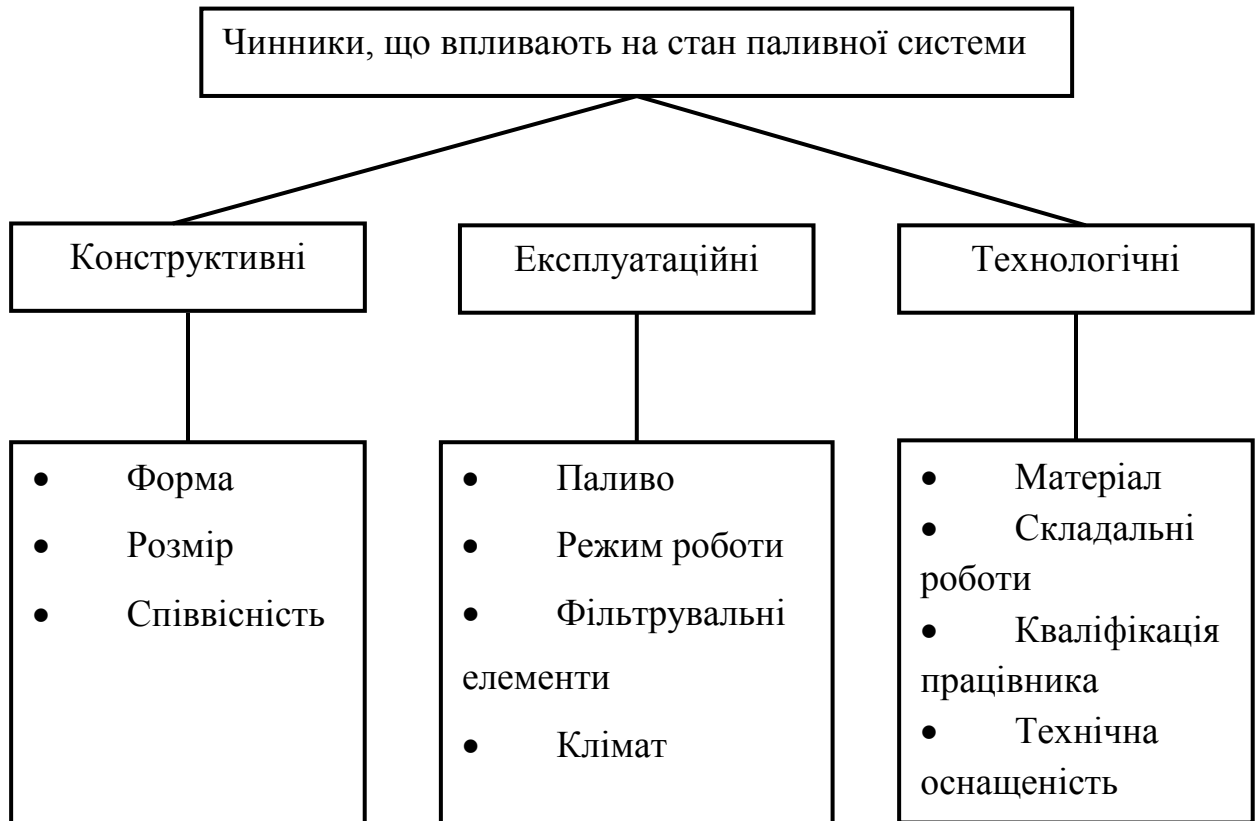 Чинники, що впливають на стан паливної системи
Конструктивні
Експлуатаційні
Технологічні
• Форма
• Розмір
• Співвісність
• Паливо
• Режим роботи
• Фільтрувальні
елементи
• Клімат
• Матеріал
• Складальні
роботи
• Кваліфікація
працівника
• Технічна
оснащеність